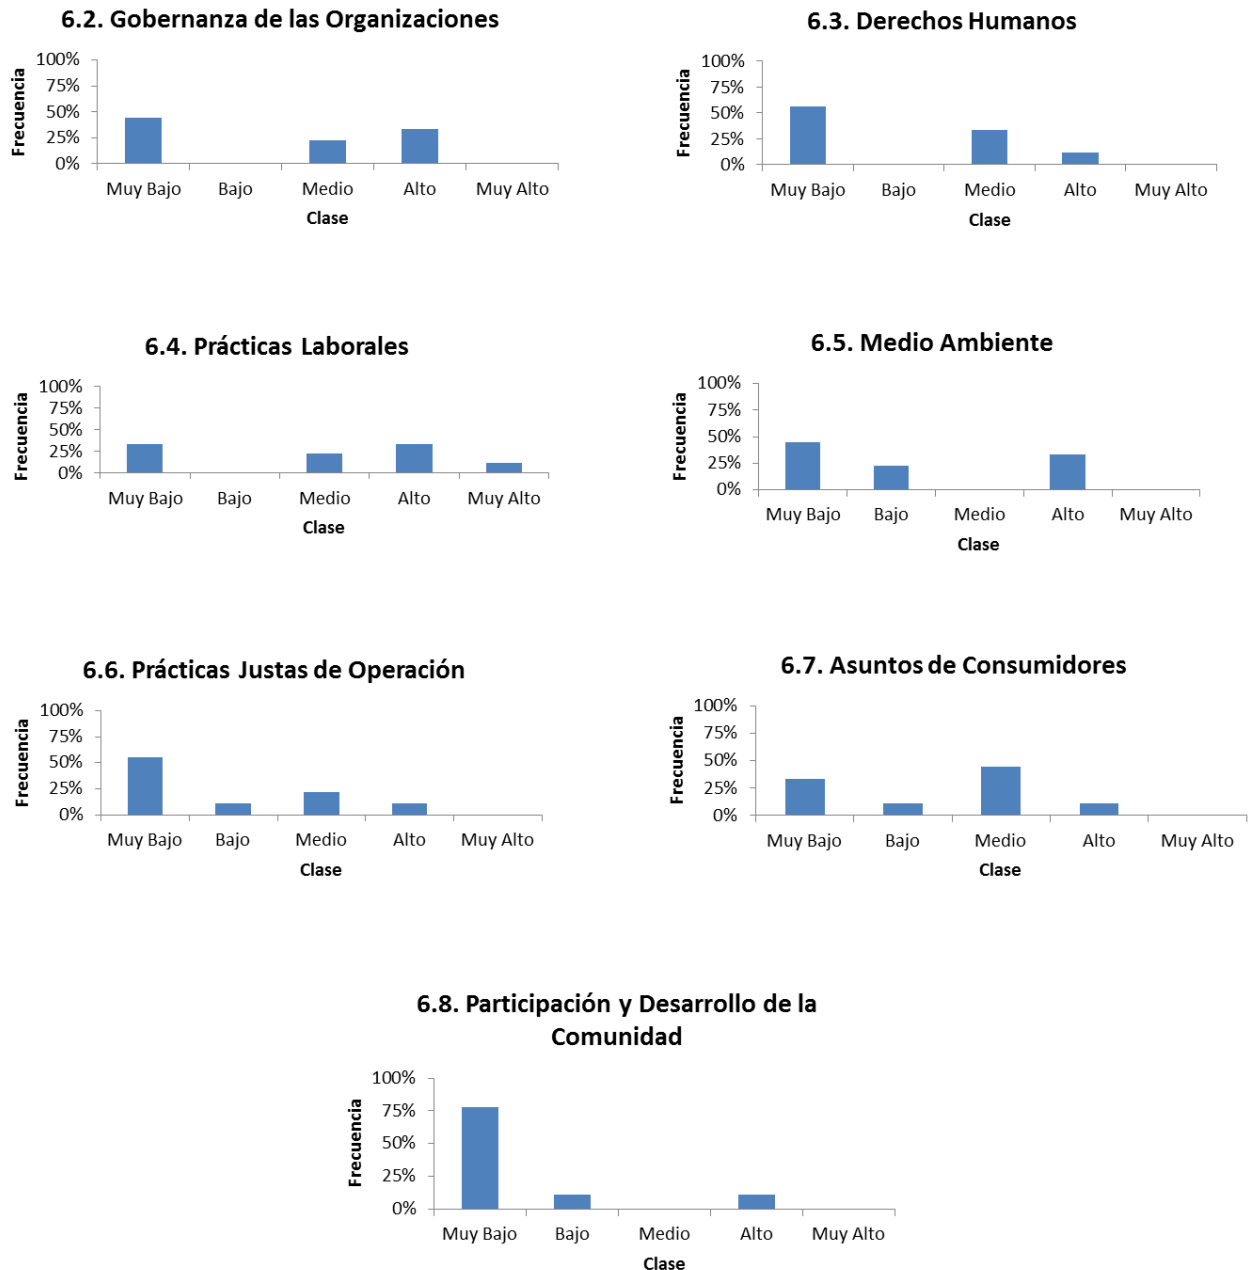 6.2. Gobernanza de las Organizaciones
Frecuencia
100%
75%
50%
25%
0%
Muy Bajo Bajo Medio Alto Muy Alto
Clase
6.3. Derechos Humanos
Frecuencia
100%
75%
50%
25%
0%
Muy Bajo Bajo Medio Alto Muy Alto
Clase
6.4. Prácticas Laborales
Frecuencia
100%
75%
50%
25%
0%
Muy Bajo Bajo Medio Alto Muy Alto
Clase
6.5. Medio Ambiente
Frecuencia
100%
75%
50%
25%
0%
Muy Bajo Bajo Medio Alto Muy Alto
Clase
6.6. Prácticas Justas de Operación
Frecuencia
100%
75%
50%
25%
0%
Muy Bajo Bajo Medio Alto Muy Alto
Clase
6.7. Asuntos de Consumidores
Frecuencia
100%
75%
50%
25%
0%
Muy Bajo Bajo Medio Alto Muy Alto
Clase
6.8. Participación y Desarrollo de la
Comunidad
Frecuencia
100%
75%
50%
25%
0%
Muy Bajo Bajo Medio Alto Muy Alto
Clase